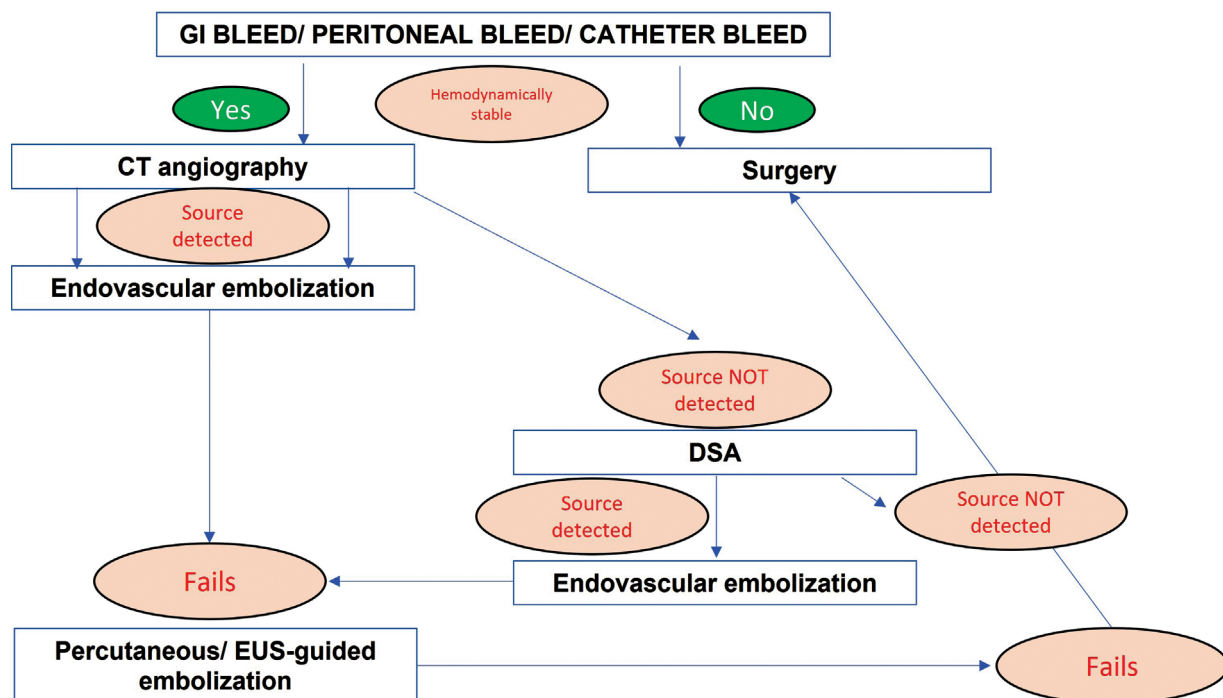 GI BLEED/ PERITONEAL BLEED/ CATHETER BLEED
Yes
Hemodynamically
stable
No
CT angiography
Surgery
Source
detected
Endovascular embolization
Source NOT
detected
DSA
Source
detected
Source NOT
detected
Fails
Endovascular embolization
Percutaneous/ EUS-guided
embolization
Fails